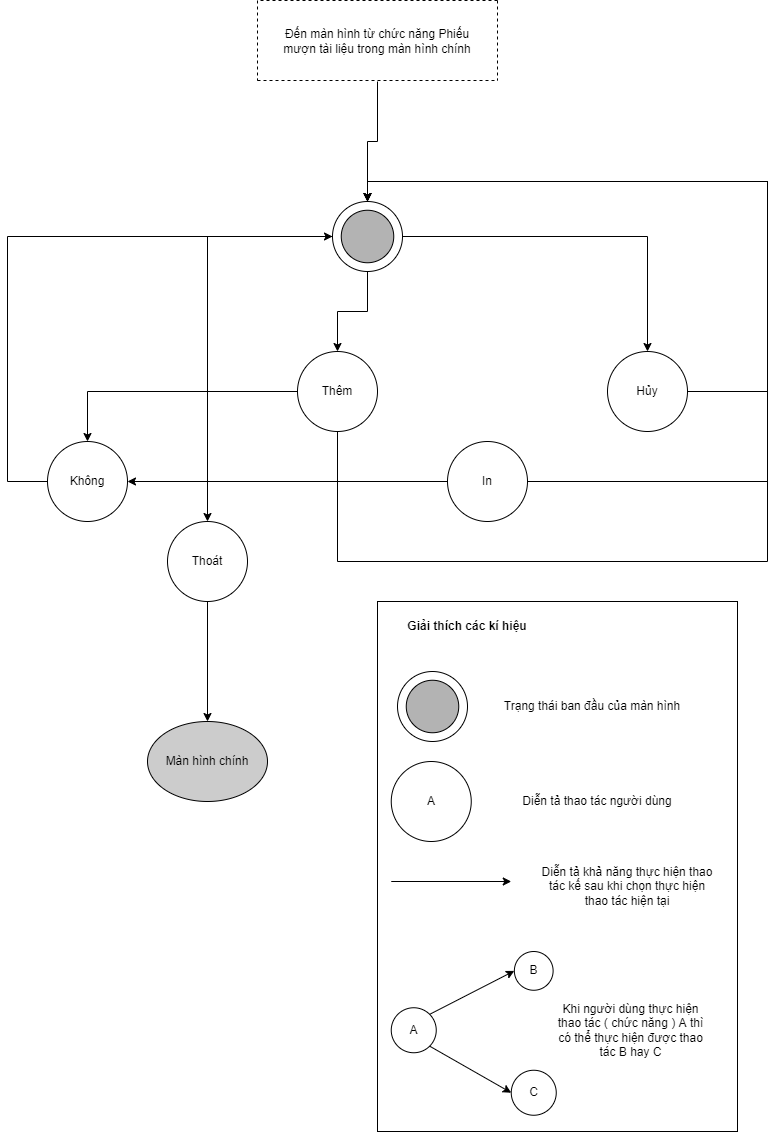 Đến màn hình từ chức năng Phiếu
mượn tài liệu trong màn hình chính
Thêm
Hủy
Không
In
Thoát
Màn hình chính
Giải thích các kí hiệu
Trạng thái ban đầu của màn hình
A
Diễn tả thao tác người dùng
Diễn tả khả năng thực hiện thao
tác kế sau khi chọn thực hiện
thao tác hiện tại
B
A
C
Khi người dùng thực hiện
thao tác ( chức năng ) A thì
có thể thực hiện được thao
tác B hay C